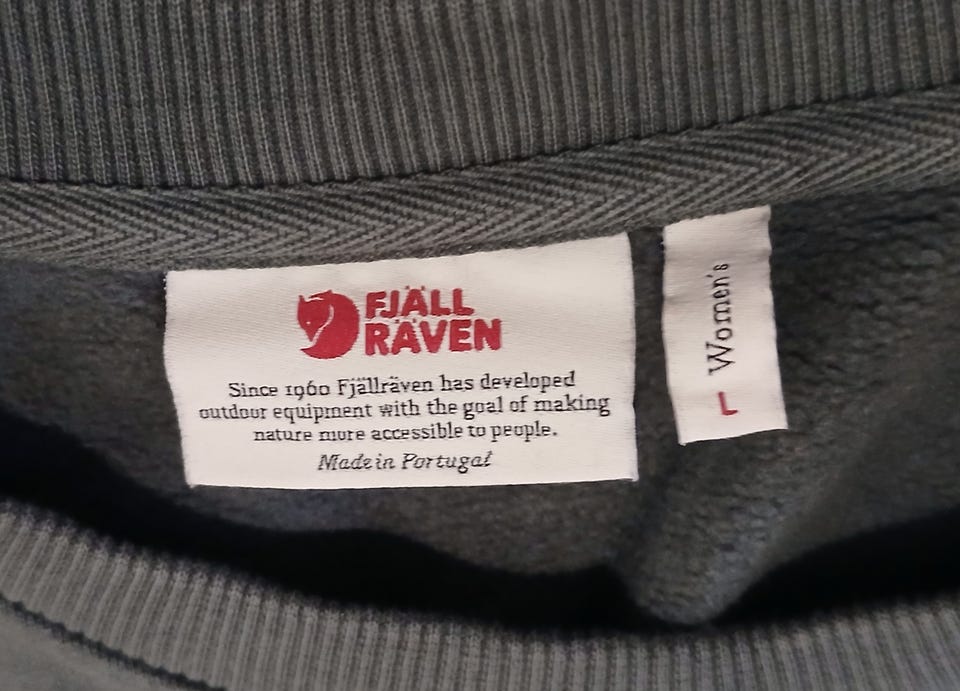 FJÄLL
RÄVEN
Since 1960 Fjällräven has developed
outdoor equipment with the goal of making
nature more accessible to people.
Made in Portugal
Women's
L